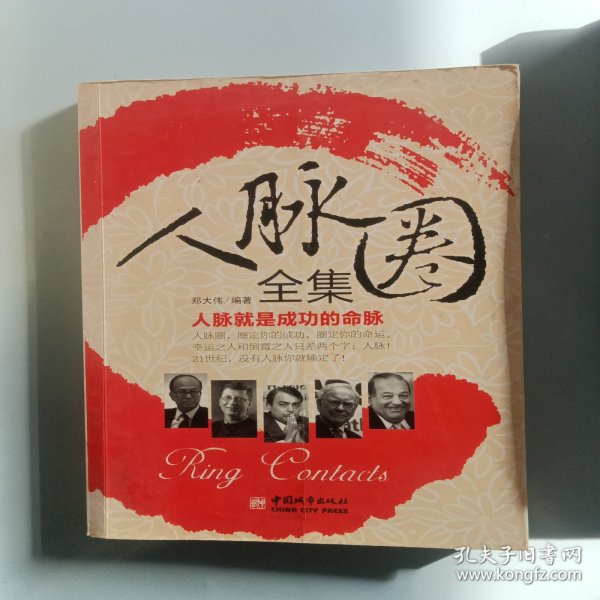 人脉圈
全集
郑大伟/编著
人脉就是成功的命脉
人脉圈，圈定你的成功，圈定你的命运。
幸运之人和倒霉之人只差两个字：人脉！
21世纪，没有人脉你就输定了！
Ring Contacts
中国城市出版社
CHINA CITY PRESS
孔夫子旧书网
www.kongfz.com